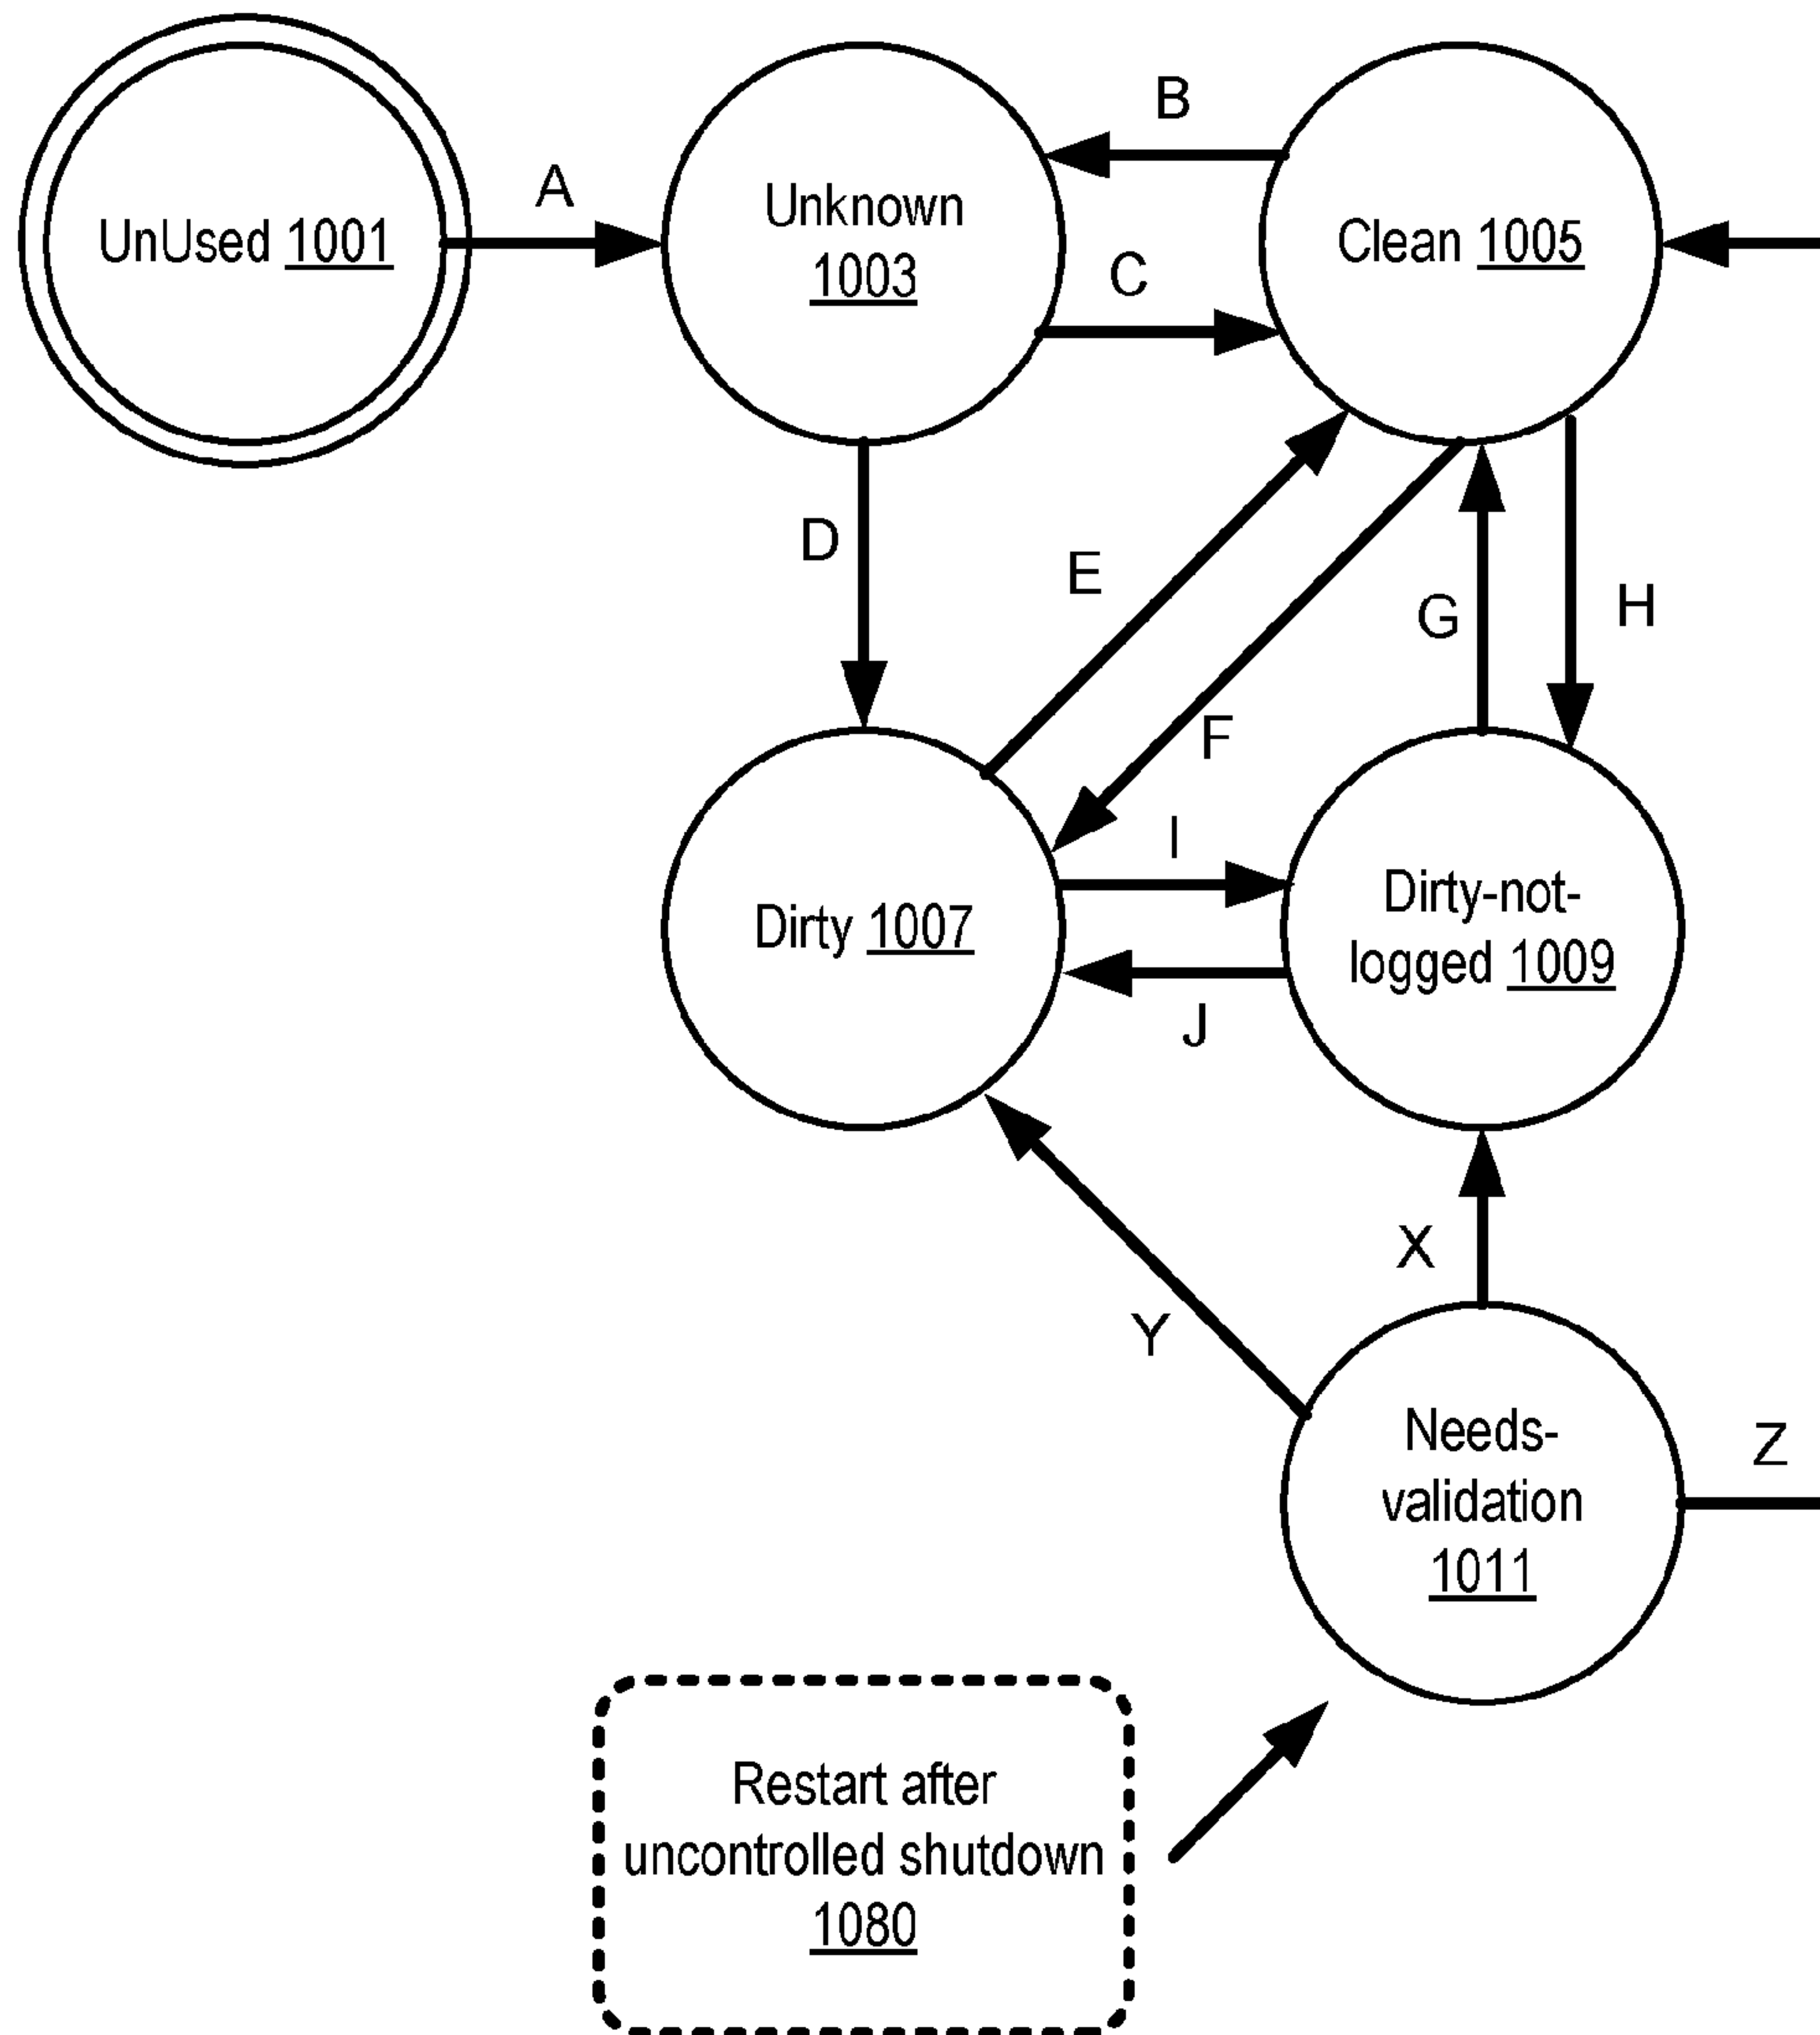 B
A
UnUsed 1001
Unknown
1003
Clean 1005
C
D
E
G
H
F
I
Dirty 1007
Dirty-not-
logged 1009
J
X
Y
Needs-
validation
1011
Z
Restart after
uncontrolled shutdown
1080